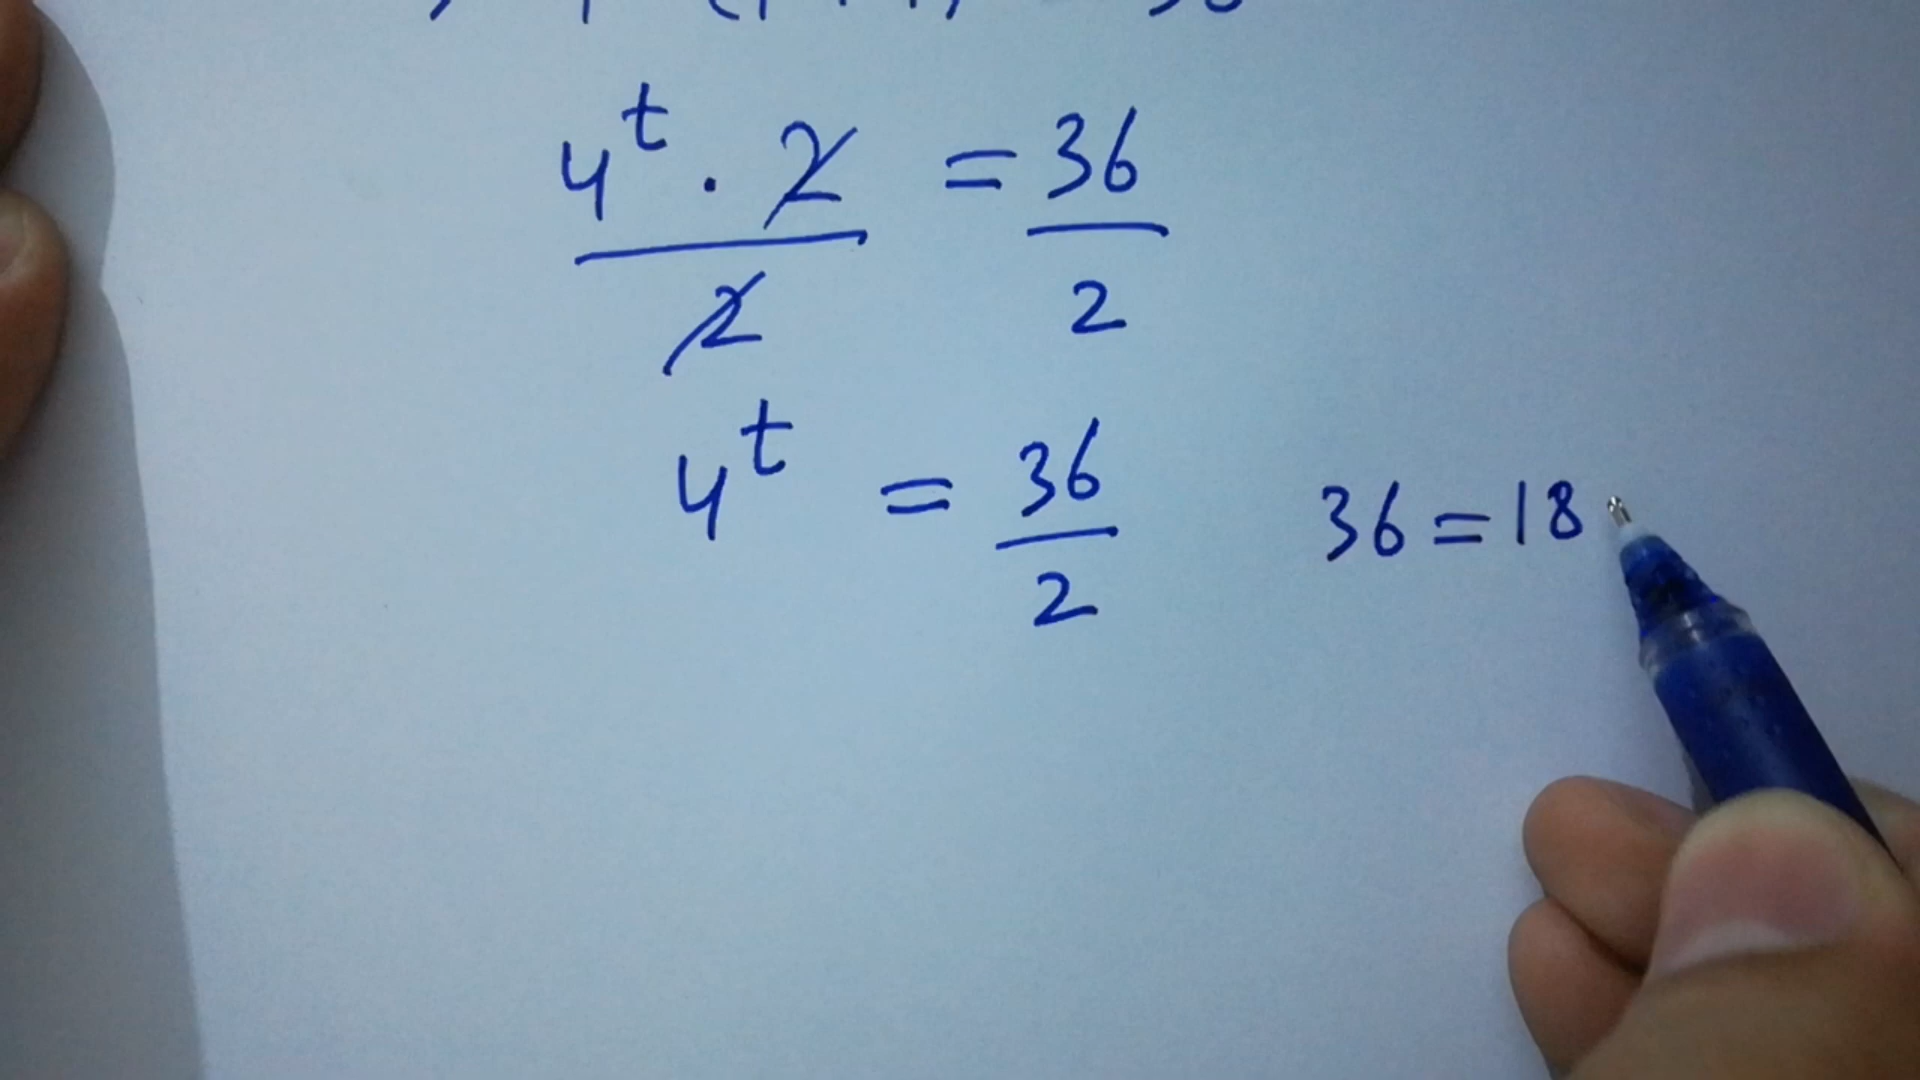 4^t · 2 / 2 = 36 / 2
4^t = 36 / 2
36 = 18